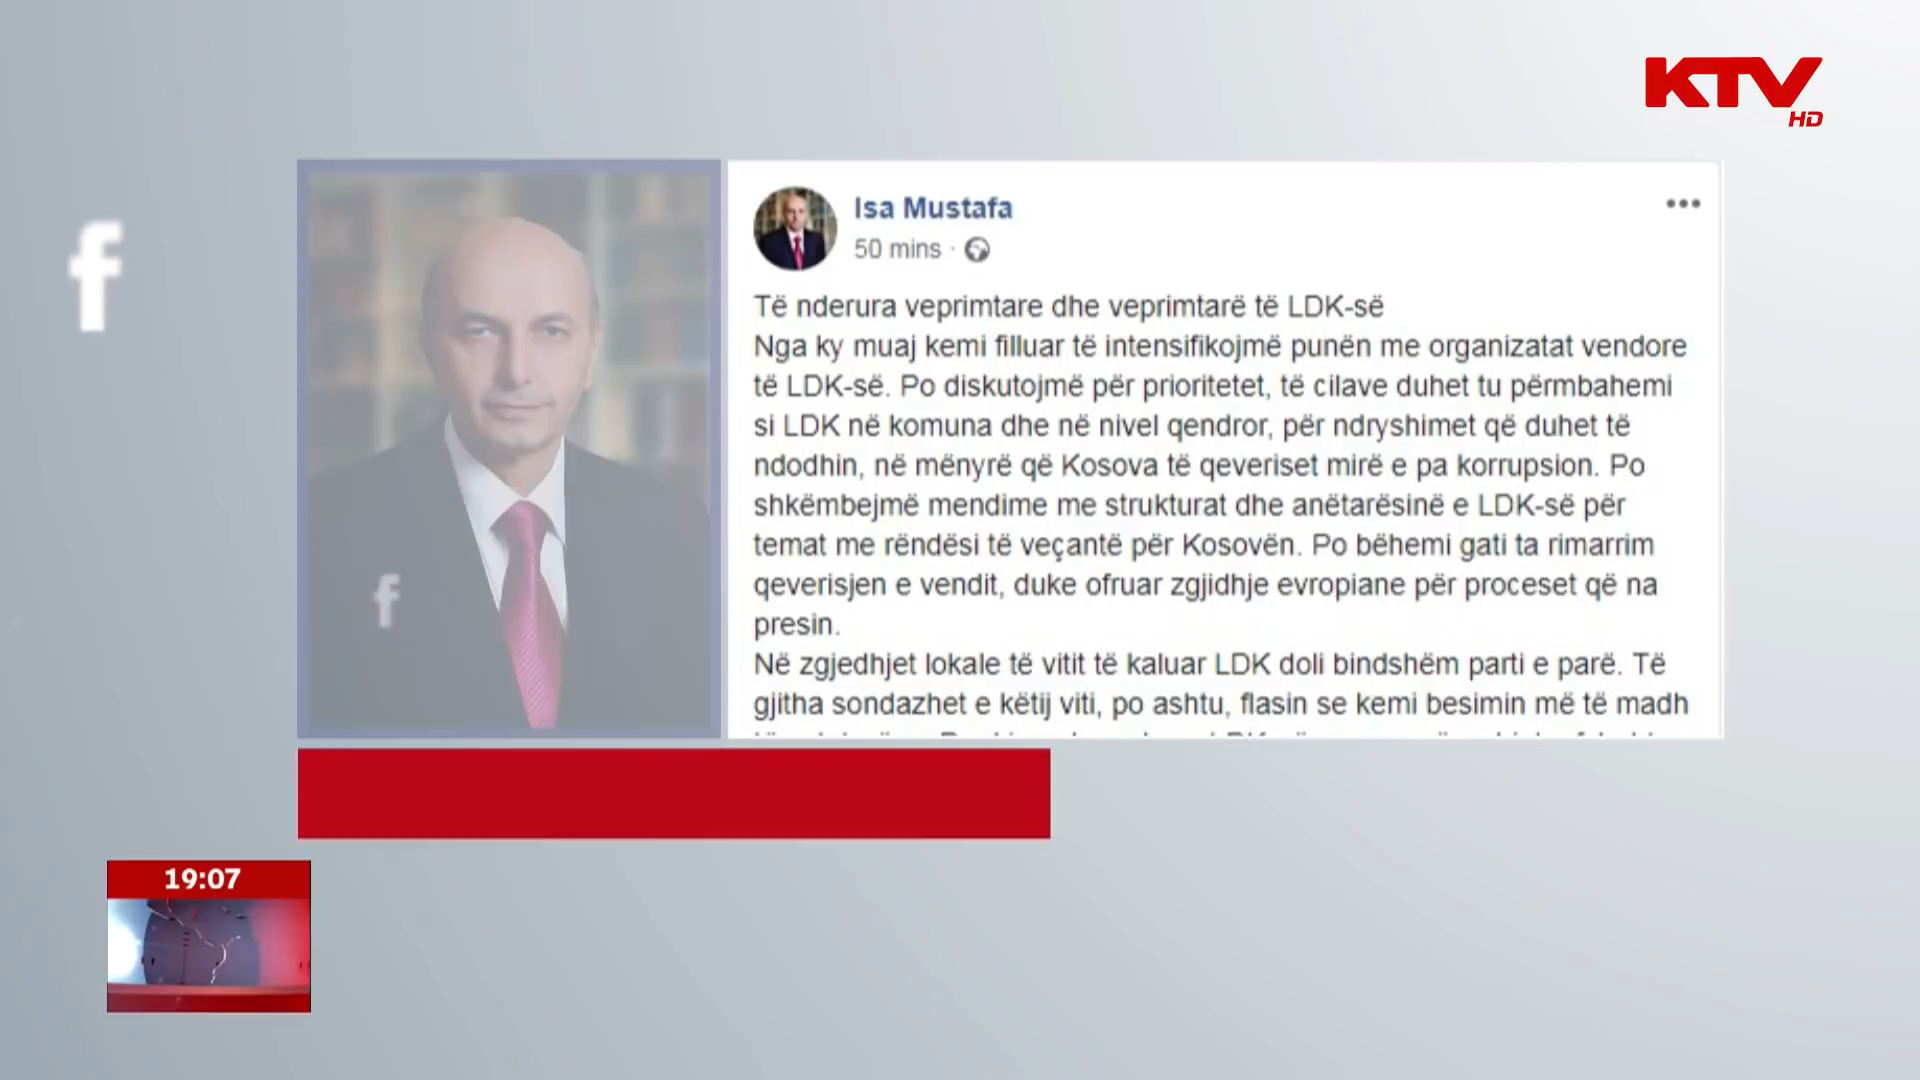 KTV
HD
f
Isa Mustafa
50 mins ·
Të nderura veprimtare dhe veprimtarë të LDK-së
Nga ky muaj kemi filluar të intensifikojmë punën me organizatat vendore
të LDK-së. Po diskutojmë për prioritetet, të cilave duhet tu përmbahemi
si LDK në komuna dhe në nivel qendror, për ndryshimet që duhet të
ndodhin, në mënyrë që Kosova të qeveriset mirë e pa korrupsion. Po
shkëmbejmë mendime me strukturat dhe anëtarësinë e LDK-së për
temat me rëndësi të veçantë për Kosovën. Po bëhemi gati ta rimarrim
qeverisjen e vendit, duke ofruar zgjidhje evropiane për proceset që na
presin.
Në zgjedhjet lokale të vitit të kaluar LDK doli bindshëm parti e parë. Të
gjitha sondazhet e këtij viti, po ashtu, flasin se kemi besimin më të madh
f
19:07